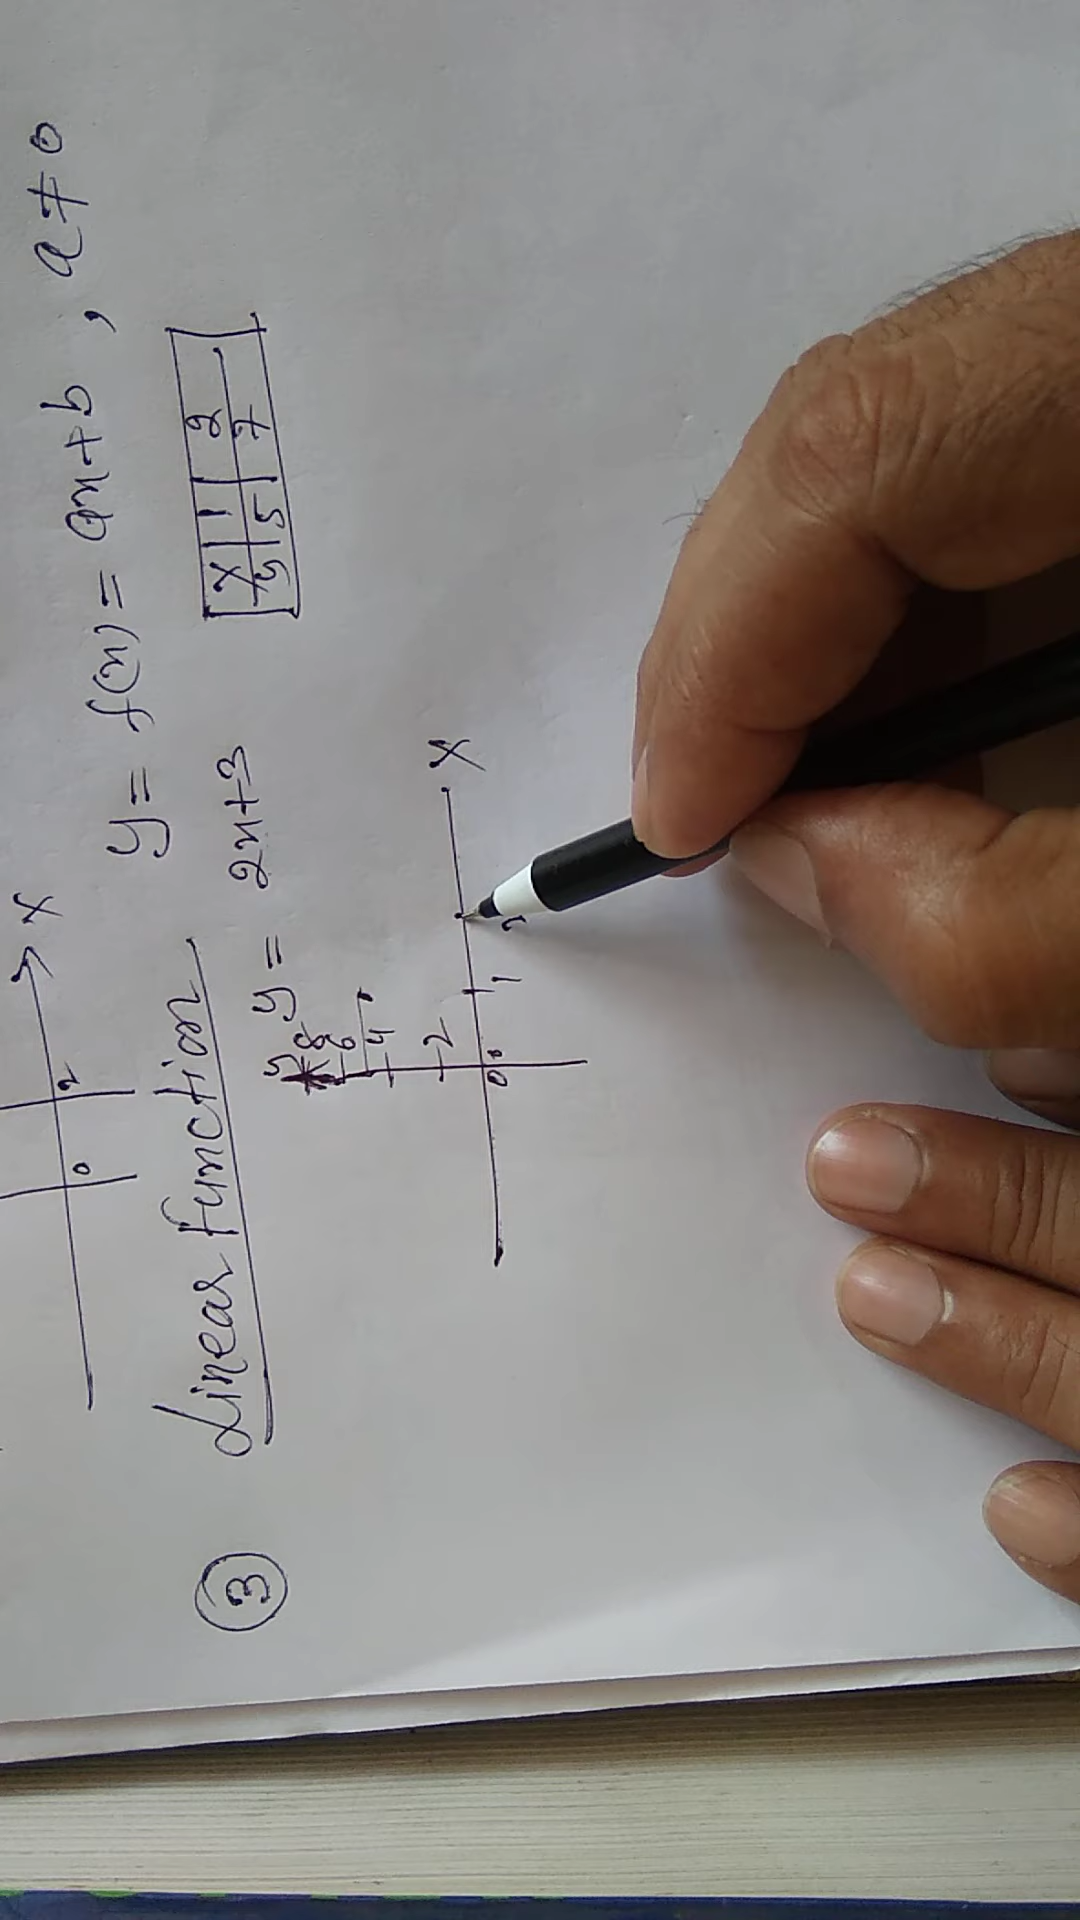 X
0 2
③ Linear function y = f(x) = ax+b , a ≠ 0
y = 2x+3
x | 1 | 2
y | 5 | 7
y
8
6
4
2
0 1 2 X